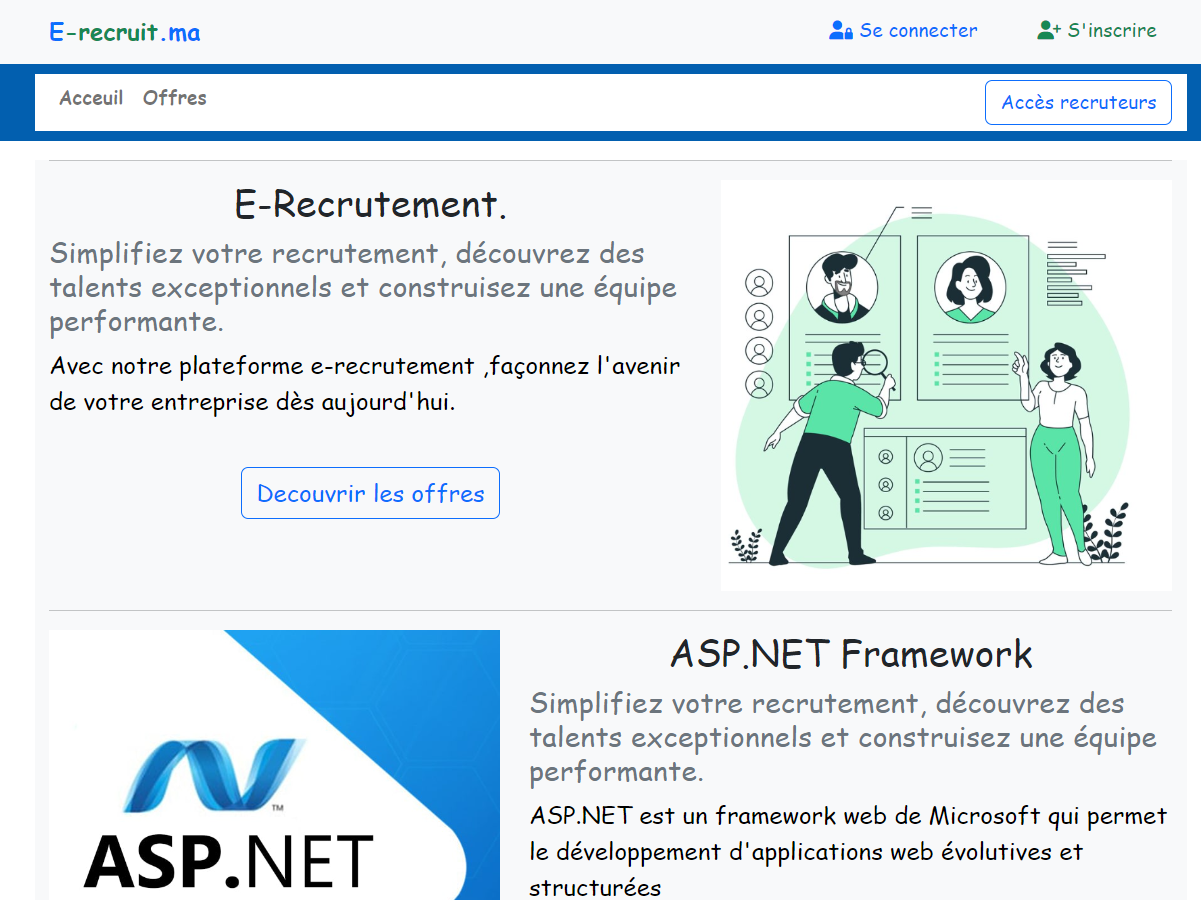 E-recruit.ma
Se connecter
S'inscrire
Acceuil
Offres
Accès recruteurs
E-Recrutement.
Simplifiez votre recrutement, découvrez des
talents exceptionnels et construisez une équipe
performante.
Avec notre plateforme e-recrutement ,façonnez l'avenir
de votre entreprise dès aujourd'hui.
Decouvrir les offres
ASP.NET Framework
Simplifiez votre recrutement, découvrez des
talents exceptionnels et construisez une équipe
performante.
ASP.NET est un framework web de Microsoft qui permet
le développement d'applications web évolutives et
structurées
TM
ASP.NET